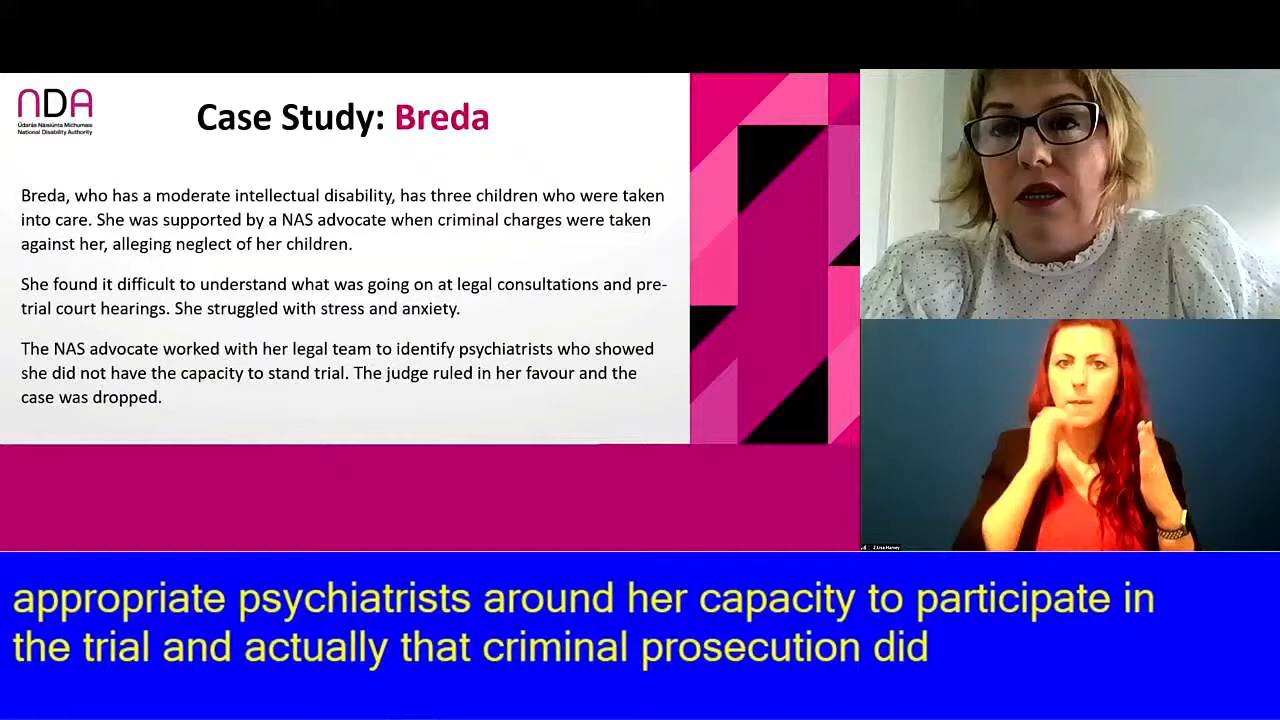 NDA
Údarás Náisiúnta Míchumais
National Disability Authority
Case Study: Breda
Breda, who has a moderate intellectual disability, has three children who were taken
into care. She was supported by a NAS advocate when criminal charges were taken
against her, alleging neglect of her children.
She found it difficult to understand what was going on at legal consultations and pre-
trial court hearings. She struggled with stress and anxiety.
The NAS advocate worked with her legal team to identify psychiatrists who showed
she did not have the capacity to stand trial. The judge ruled in her favour and the
case was dropped.
appropriate psychiatrists around her capacity to participate in
the trial and actually that criminal prosecution did